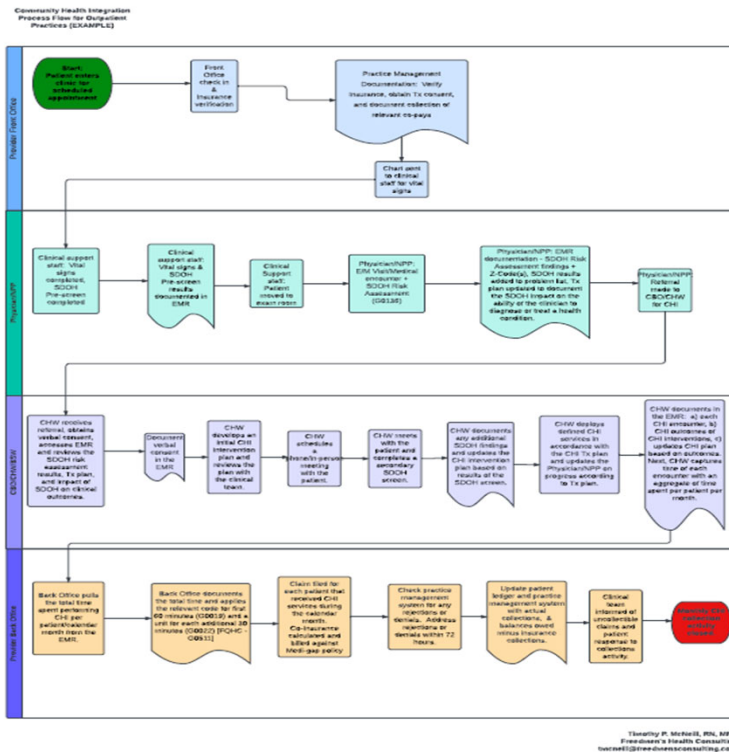 Community Health Integration
Process Flow for Outpatient
Practices [EXAMPLE]
Provider Front Office
Start:
Patient enters
clinic for
scheduled
appointment
Front
Office
check in
&
Insurance
verification
Practice Management
Documentation: Verify
insurance, obtain Tx consent,
and document collection of
relevant co-pays
Chart sent
to clinical
staff for vital
signs
Physician/NPP
Clinical support
staff: Vital
signs
completed,
SDOH
Pre-screen
completed
Clinical
support staff:
Vital signs &
SDOH
Pre-screen
results
documented in
EMR
Clinical
Support
staff:
Patient
moved to
exam room
Physician/NPP:
E/M Visit/Medical
encounter +
SDOH Risk
Assessment
(G0136)
Physician/NPP: EMR
documentation - SDOH Risk
Assessment findings +
Z-Code(s), SDOH results
added to problem list, Tx
plan updated to document
the SDOH impact on the
ability of the clinician to
diagnose or treat a health
condition.
Physician/NPP:
Referral
made to
CBO/CHW
for CHI
CBO/CHW/BSW
CHW receives
referral, obtains
verbal consent,
accesses EMR
and reviews the
SDOH risk
assessment
results, Tx plan,
and impact of
SDOH on clinical
outcomes.
Document
verbal
consent in
the EMR
CHW
develops an
initial CHI
intervention
plan and
reviews the
plan with
the clinical
team.
CHW
schedules
a
phone/in-person
meeting
with the
patient.
CHW meets
with the
patient and
completes a
secondary
SDOH
screen.
CHW documents
any additional
SDOH findings
and updates the
CHI intervention
plan based on
results of the
SDOH screen.
CHW deploys
defined CHI
services in
accordance with
the CHI Tx plan
and updates the
Physician/NPP on
progress according
to Tx plan.
CHW documents in
the EMR: a) each
CHI encounter, b)
CHI outcomes of
CHI interventions, c)
updates CHI plan
based on outcomes.
Next, CHW captures
time of each
encounter with an
aggregate of time
spent per patient per
month.
Provider Back Office
Back Office pulls
the total time
spent performing
CHI per
patient/calendar
month from the
EMR.
Back Office documents
the total time and applies
the relevant code for first
60 minutes (G0019) and a
unit for each additional 30
minutes (G0022) [FQHC -
G0511]
Claim filed for
each patient that
received CHI
services during
the calendar
month.
Co-Insurance
calculated and
billed against
Medi-gap policy
Check practice
management
system for any
rejections or
denials. Address
rejections or
denials within 72
hours.
Update patient
ledger and practice
management system
with actual
collections, &
balances owed
minus insurance
collections.
Clinical
team
informed of
uncollectible
claims and
patient
response to
collections
activity.
Monthly CHI
activity
Timothy P. McNeill, RN, MP
Freedmen's Health Consulti
tmcneill@freedmensconsulting.co